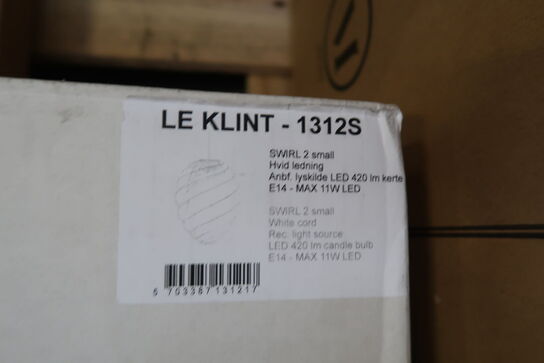 LE KLINT - 1312S
SWIRL 2 small
Hvid ledning
Anbf. lyskilde LED 420 lm kerte
E14 - MAX 11W LED
SWIRL 2 small
White cord
Rec. light source:
LED 420 lm candle bulb
E14 - MAX 11W LED
5 703387 131217